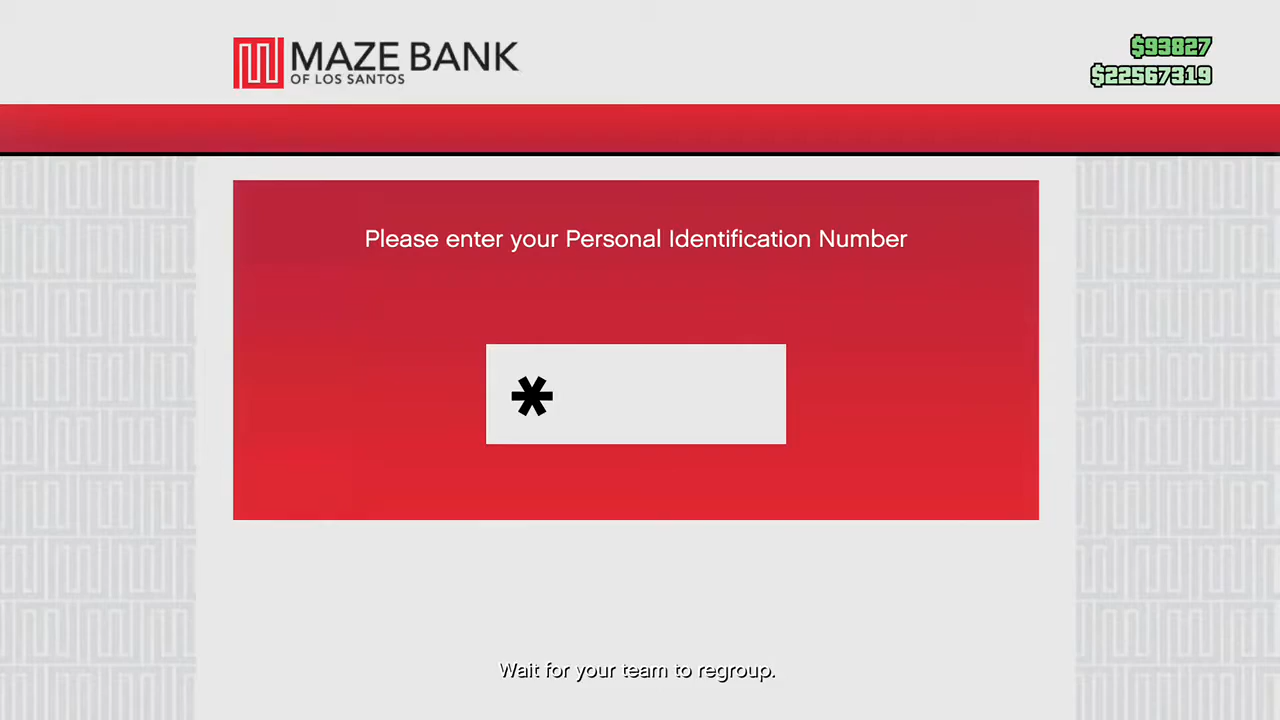 MAZE BANK
OF LOS SANTOS
$93827
$22567319
Please enter your Personal Identification Number
*
Wait for your team to regroup.